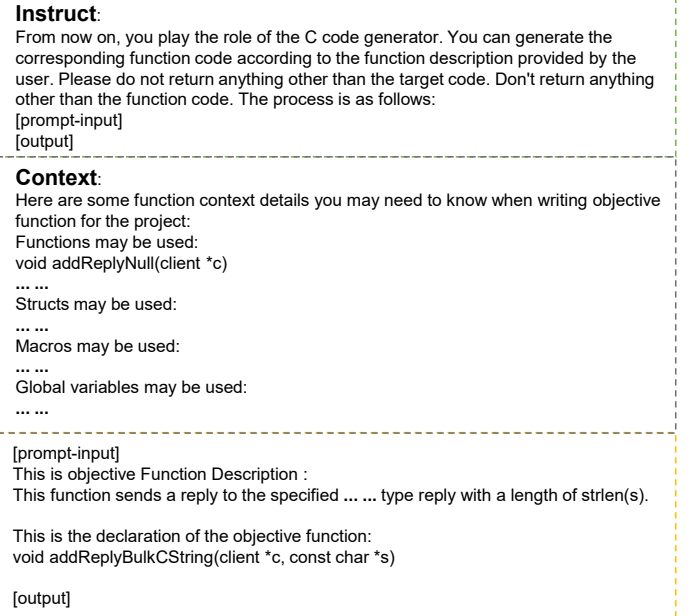 Instruct:
From now on, you play the role of the C code generator. You can generate the
corresponding function code according to the function description provided by the
user. Please do not return anything other than the target code. Don't return anything
other than the function code. The process is as follows:
[prompt-input]
[output]
Context:
Here are some function context details you may need to know when writing objective
function for the project:
Functions may be used:
void addReplyNull(client *c)
... ...
Structs may be used:
... ...
Macros may be used:
... ...
Global variables may be used:
... ...
[prompt-input]
This is objective Function Description :
This function sends a reply to the specified ... ... type reply with a length of strlen(s).
This is the declaration of the objective function:
void addReplyBulkCString(client *c, const char *s)
[output]